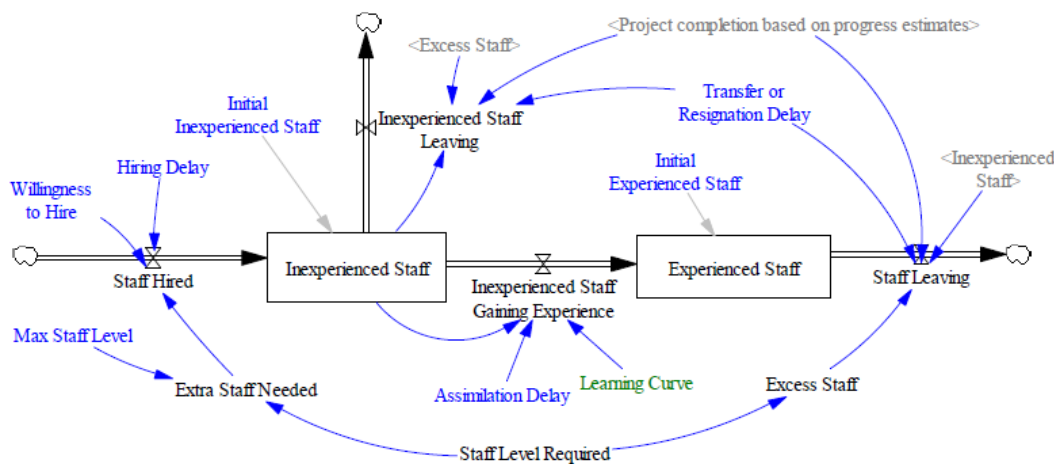 <Project completion based on progress estimates>
<Excess Staff>
Initial
Inexperienced Staff
Inexperienced Staff
Leaving
Transfer or
Resignation Delay
Hiring Delay
Willingness
to Hire
Initial
Experienced Staff
<Inexperienced
Staff>
Staff Hired
Inexperienced Staff
Inexperienced Staff
Gaining Experience
Experienced Staff
Staff Leaving
Max Staff Level
Extra Staff Needed
Assimilation Delay
Learning Curve
Excess Staff
Staff Level Required